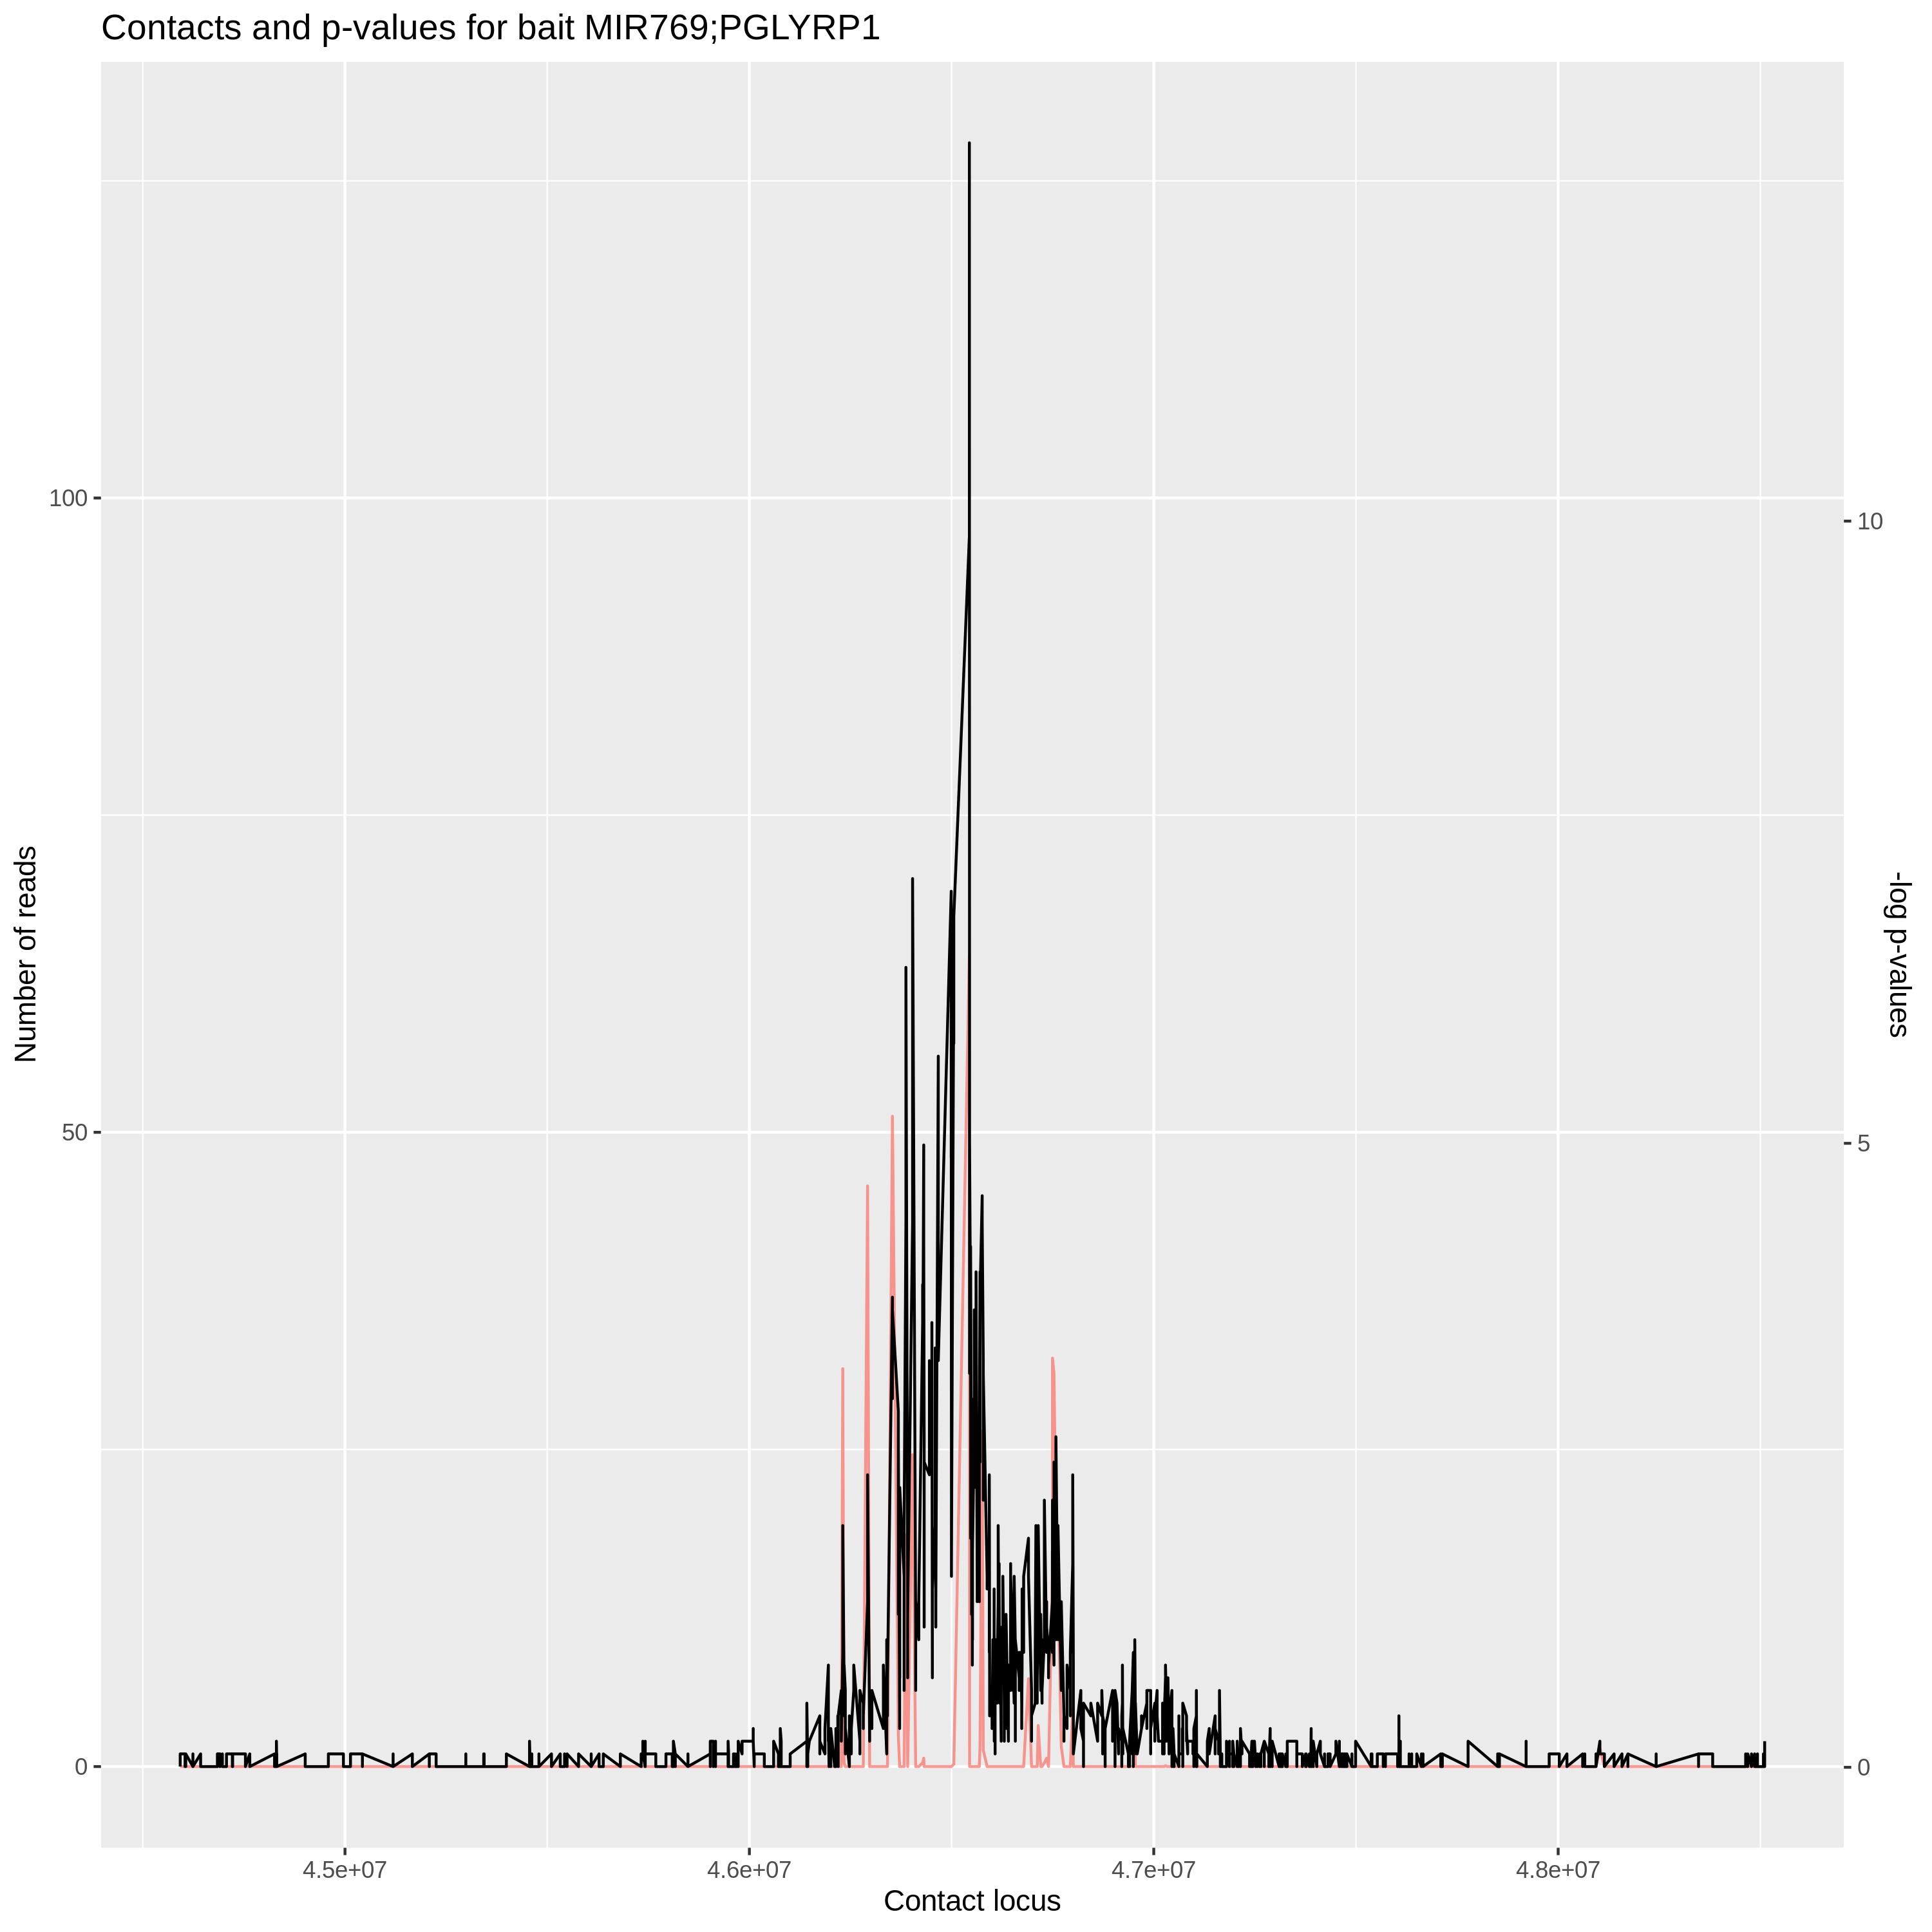 Contacts and p-values for bait MIR769;PGLYRP1
Number of reads
100
50
0
10
5
0
-log p-values
4.5e+07
4.6e+07
4.7e+07
4.8e+07
Contact locus